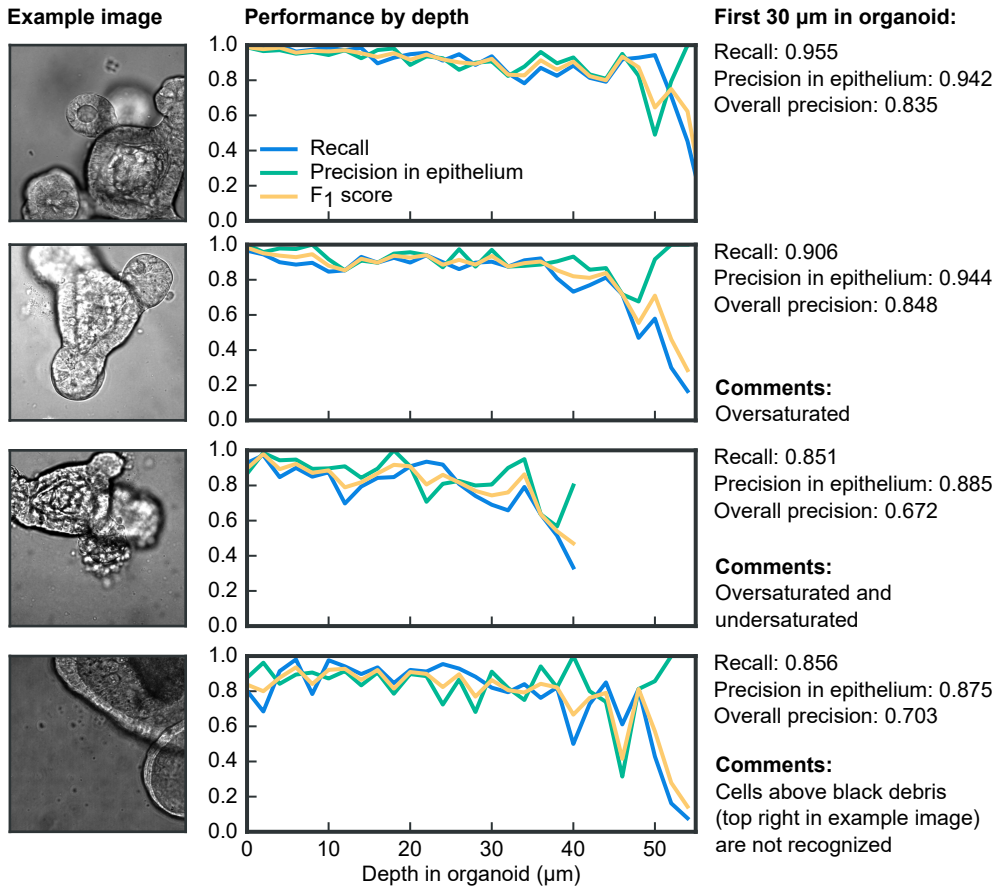 Example image
Performance by depth
First 30 µm in organoid:
1.0
0.8
0.6
0.4
0.2
0.0
Recall
Precision in epithelium
F1 score
Recall: 0.955
Precision in epithelium: 0.942
Overall precision: 0.835
1.0
0.8
0.6
0.4
0.2
0.0
Recall: 0.906
Precision in epithelium: 0.944
Overall precision: 0.848
Comments:
Oversaturated
1.0
0.8
0.6
0.4
0.2
0.0
Recall: 0.851
Precision in epithelium: 0.885
Overall precision: 0.672
Comments:
Oversaturated and
undersaturated
1.0
0.8
0.6
0.4
0.2
0.0
0 10 20 30 40 50
Depth in organoid (µm)
Recall: 0.856
Precision in epithelium: 0.875
Overall precision: 0.703
Comments:
Cells above black debris
(top right in example image)
are not recognized